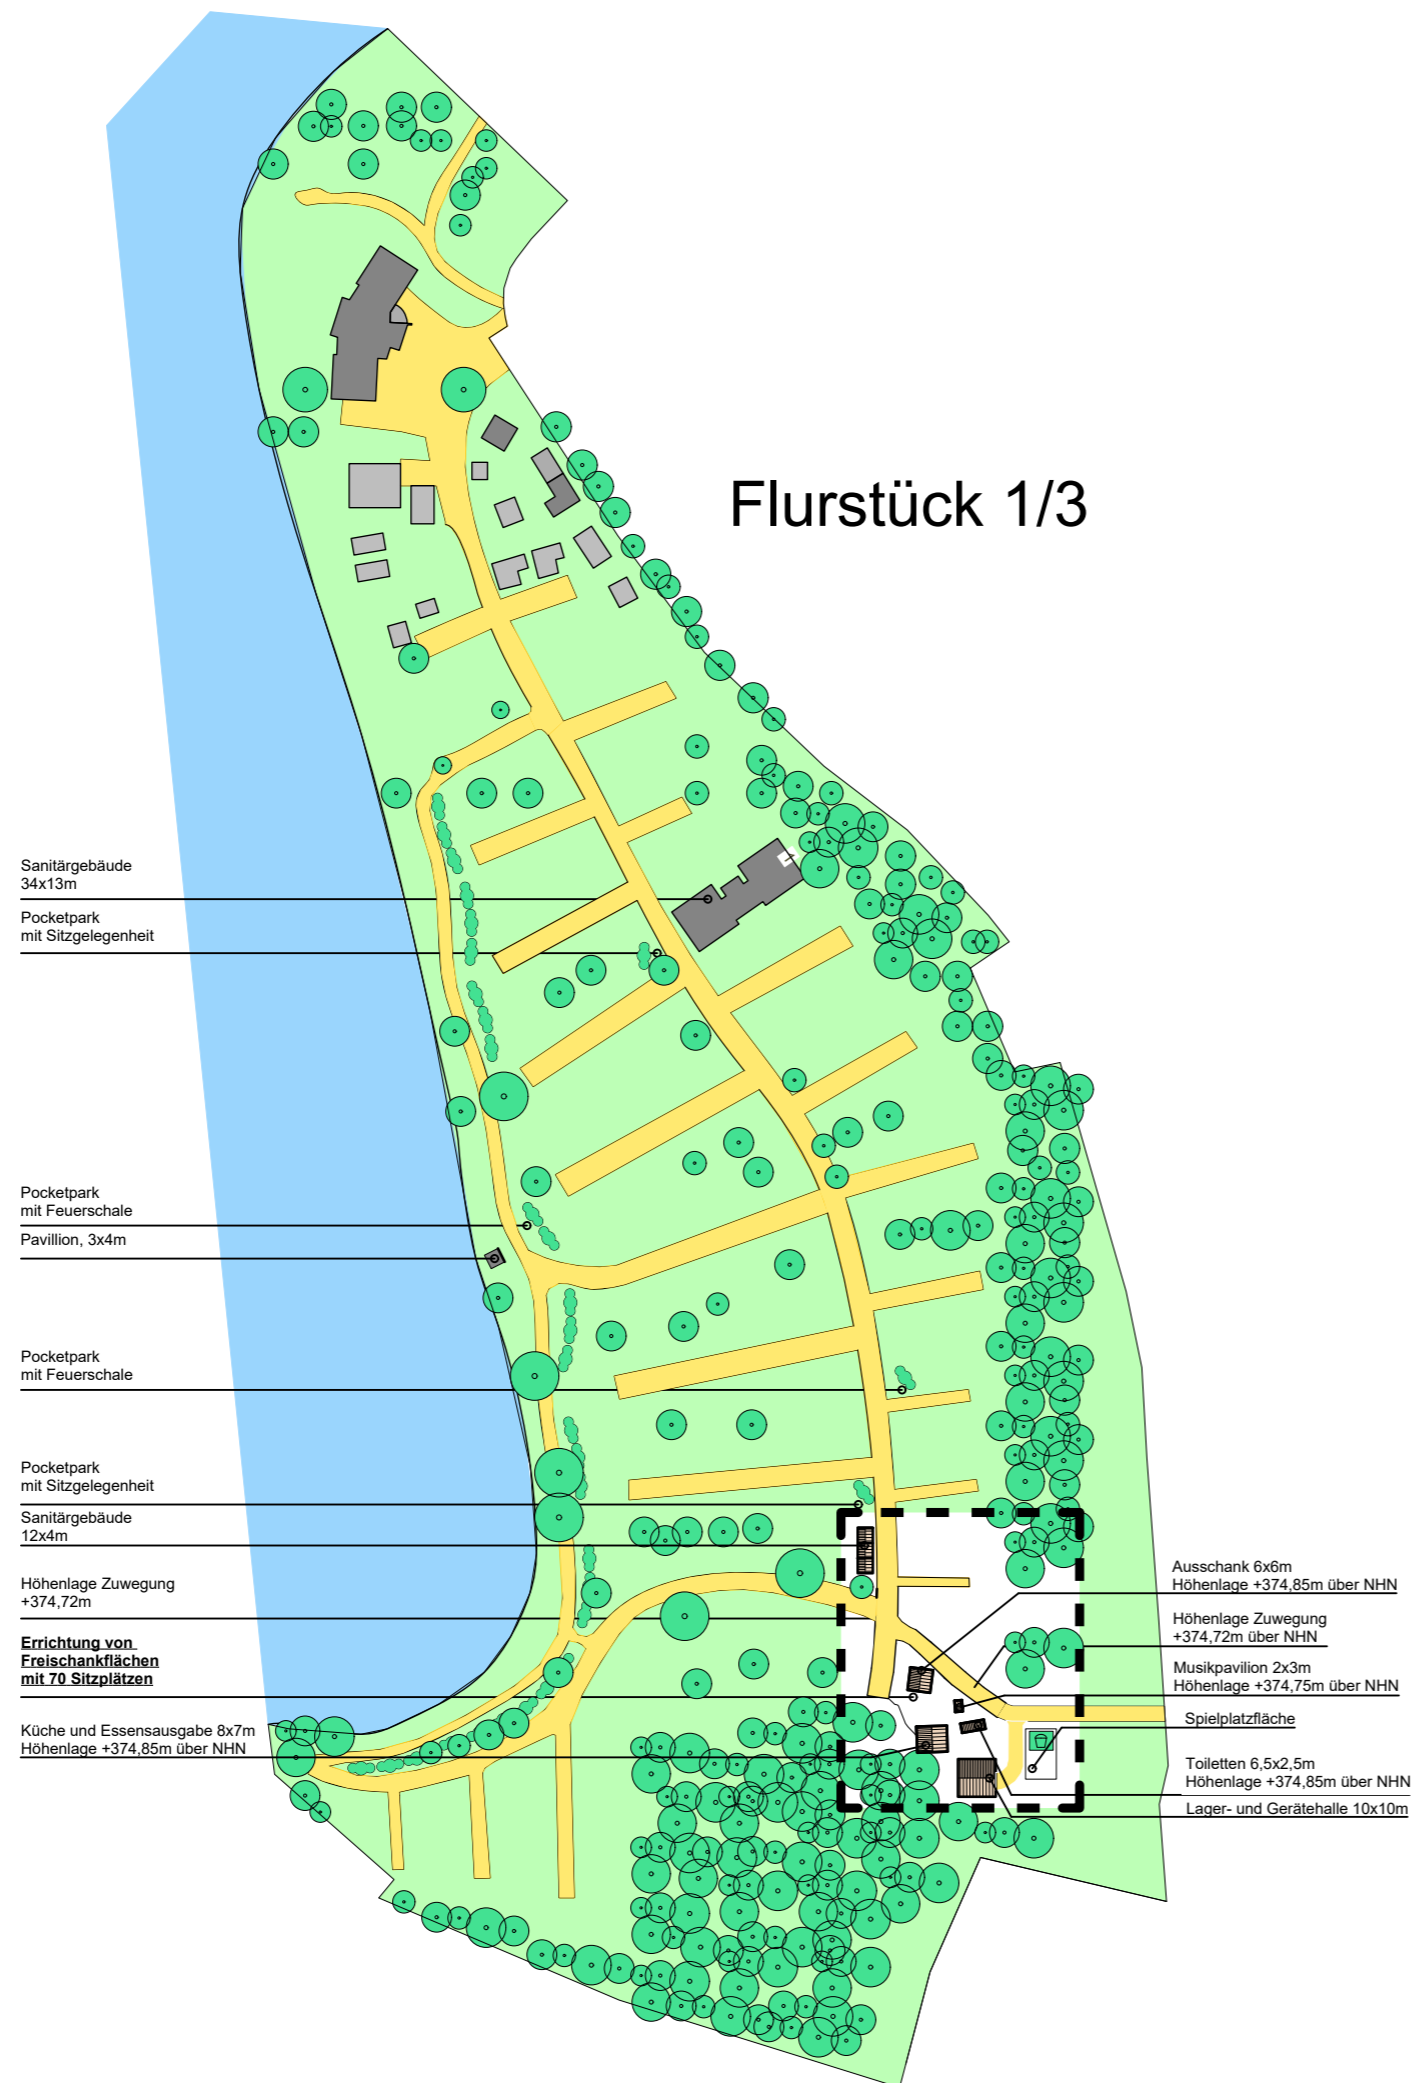 Flurstück 1/3
Sanitärgebäude
34x13m
Pocketpark
mit Sitzgelegenheit
Pocketpark
mit Feuerschale
Pavillion, 3x4m
Pocketpark
mit Feuerschale
Pocketpark
mit Sitzgelegenheit
Sanitärgebäude
12x4m
Höhenlage Zuwegung
+374,72m
Errichtung von
Freischankflächen
mit 70 Sitzplätzen
Küche und Essensausgabe 8x7m
Höhenlage +374,85m über NHN
Ausschank 6x6m
Höhenlage +374,85m über NHN
Höhenlage Zuwegung
+374,72m über NHN
Musikpavilion 2x3m
Höhenlage +374,75m über NHN
Spielplatzfläche
Toiletten 6,5x2,5m
Höhenlage +374,85m über NHN
Lager- und Gerätehalle 10x10m